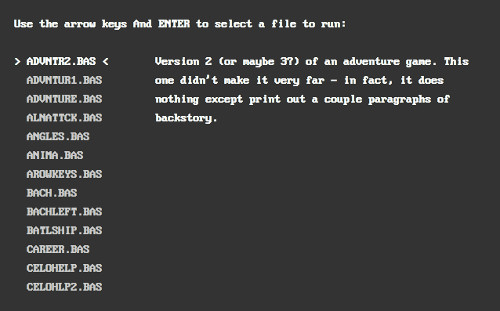 Use the arrow keys And ENTER to select a file to run:
> ADVNTR2.BAS <
ADVNTUR1.BAS
ADVNTURE.BAS
ALNATTCK.BAS
ANGLES.BAS
ANIMA.BAS
AROWKEYS.BAS
BACH.BAS
BACHLEFT.BAS
BATLSHIP.BAS
CAREER.BAS
CELOHELP.BAS
CELOHLP2.BAS
Version 2 (or maybe 3?) of an adventure game. This
one didn't make it very far - in fact, it does
nothing except print out a couple paragraphs of
backstory.